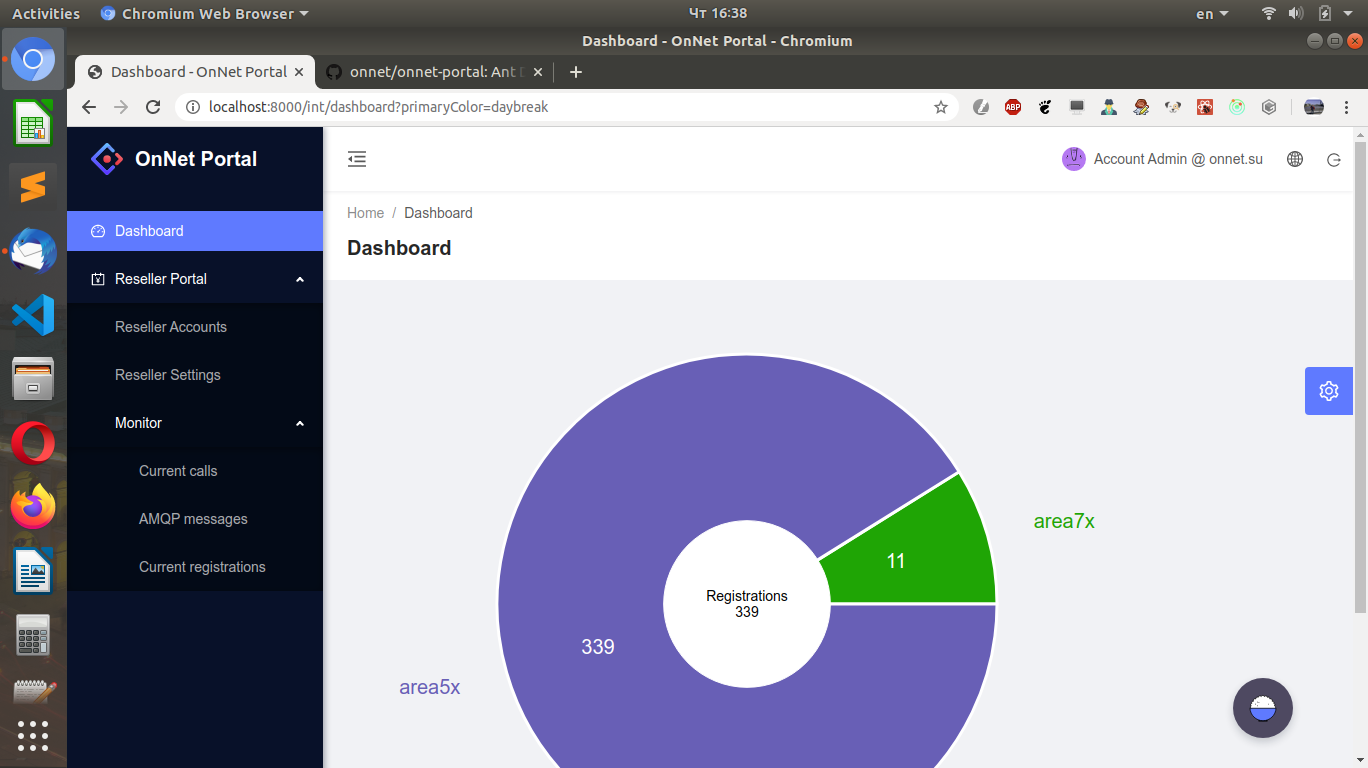 Activities
Chromium Web Browser
Чт 16:38
en
Dashboard - OnNet Portal - Chromium
Dashboard - OnNet Portal
onnet/onnet-portal: Ant D
localhost:8000/int/dashboard?primaryColor=daybreak
ABP
OnNet Portal
Account Admin @ onnet.su
Dashboard
Reseller Portal
Reseller Accounts
Reseller Settings
Monitor
Current calls
AMQP messages
Current registrations
Home / Dashboard
Dashboard
area7x
11
Registrations
339
339
area5x